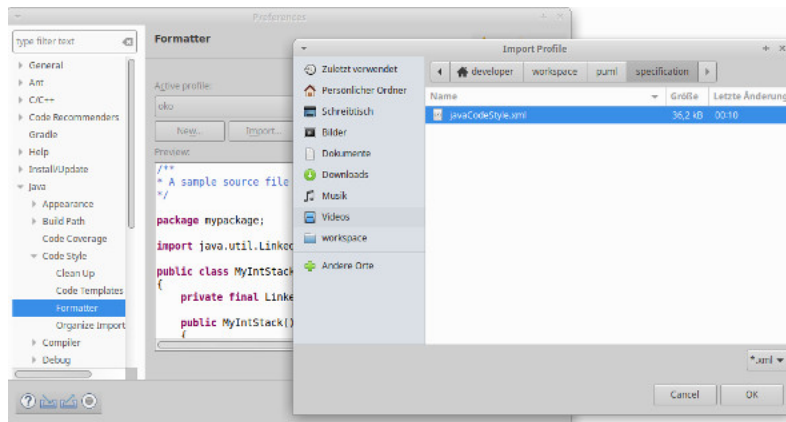 Preferences
type filter text
Formatter
General
Ant
C/C++
Code Recommenders
Gradle
Help
Install/Update
Java
Appearance
Build Path
Code Coverage
Code Style
Clean Up
Code Templates
Formatter
Organize Import
Compiler
Debug
Active profile:
oko
New...
Import...
Preview:
/**
* A sample source file
*/
package mypackage;
import java.util.Linked
public class MyIntStack
{
private final Linke
public MyIntStack()
{
Import Profile
Zuletzt verwendet
Persönlicher Ordner
Schreibtisch
Bilder
Dokumente
Downloads
Musik
Videos
workspace
Andere Orte
developer workspace puml specification
Name Größe Letzte Änderung
javaCodeStyle.xml 36,2 kB 00:10
*.xml
Cancel OK